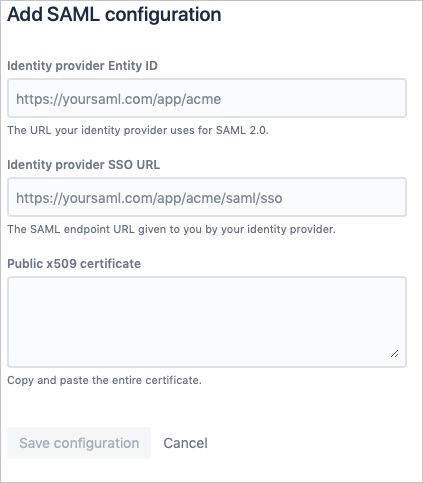 Add SAML configuration
Identity provider Entity ID
https://yoursaml.com/app/acme
The URL your identity provider uses for SAML 2.0.
Identity provider SSO URL
https://yoursaml.com/app/acme/saml/sso
The SAML endpoint URL given to you by your identity provider.
Public x509 certificate
Copy and paste the entire certificate.
Save configuration Cancel